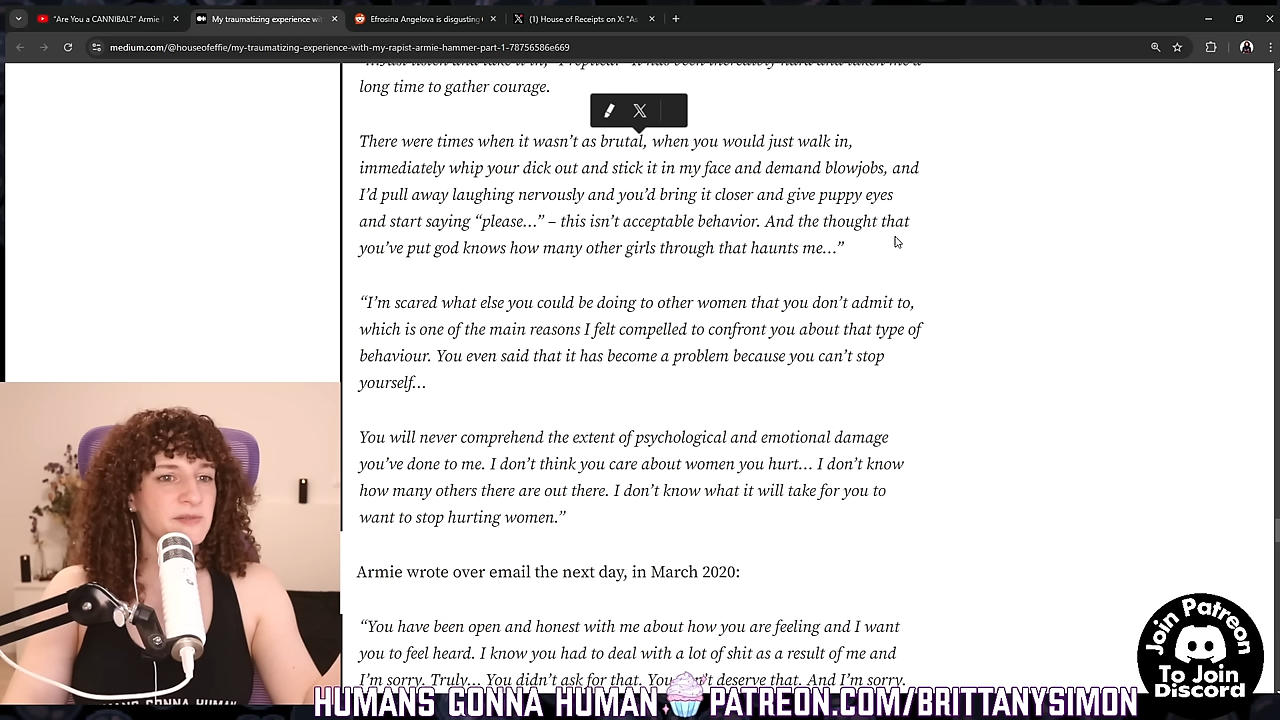 "Are You a CANNIBAL?" Armie
My traumatizing experience wi
Efrosina Angelova is disgusting
(1) House of Receipts on X: "As
medium.com/@houseofeffie/my-traumatizing-experience-with-my-rapist-armie-hammer-part-1-78756586e669
long time to gather courage.
There were times when it wasn't as brutal, when you would just walk in,
immediately whip your dick out and stick it in my face and demand blowjobs, and
I'd pull away laughing nervously and you'd bring it closer and give puppy eyes
and start saying "please…" – this isn't acceptable behavior. And the thought that
you've put god knows how many other girls through that haunts me…"
"I'm scared what else you could be doing to other women that you don't admit to,
which is one of the main reasons I felt compelled to confront you about that type of
behaviour. You even said that it has become a problem because you can't stop
yourself…
You will never comprehend the extent of psychological and emotional damage
you've done to me. I don't think you care about women you hurt… I don't know
how many others there are out there. I don't know what it will take for you to
want to stop hurting women."
Armie wrote over email the next day, in March 2020:
"You have been open and honest with me about how you are feeling and I want
you to feel heard. I know you had to deal with a lot of shit as a result of me and
I'm sorry. Truly… You didn't deserve that. You didn't ask for that. And I'm sorry.
Join Patreon
To Join
Discord
HUMANS GONNA HUMAN
HUMANS GONNA HUMAN PATREON.COM/BRITTANYSIMON